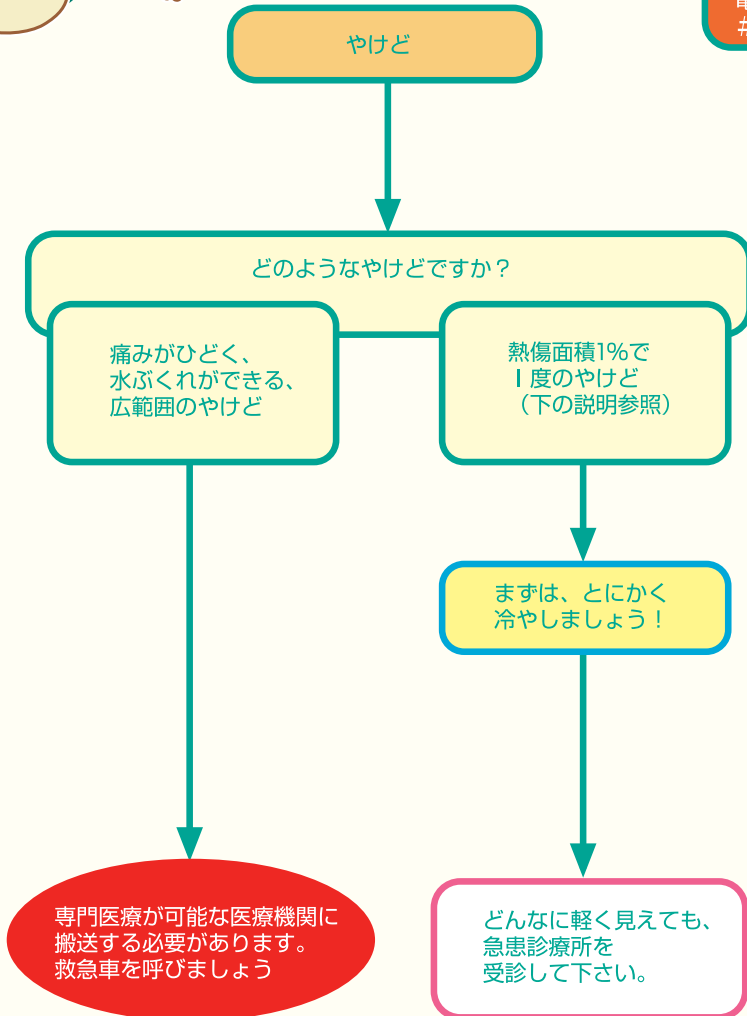 やけど
どのようなやけどですか？
痛みがひどく、
水ぶくれができる、
広範囲のやけど
熱傷面積1%で
Ⅰ度のやけど
（下の説明参照）
まずは、とにかく
冷やしましょう！
専門医療が可能な医療機関に
搬送する必要があります。
救急車を呼びましょう
どんなに軽く見えても、
急患診療所を
受診して下さい。